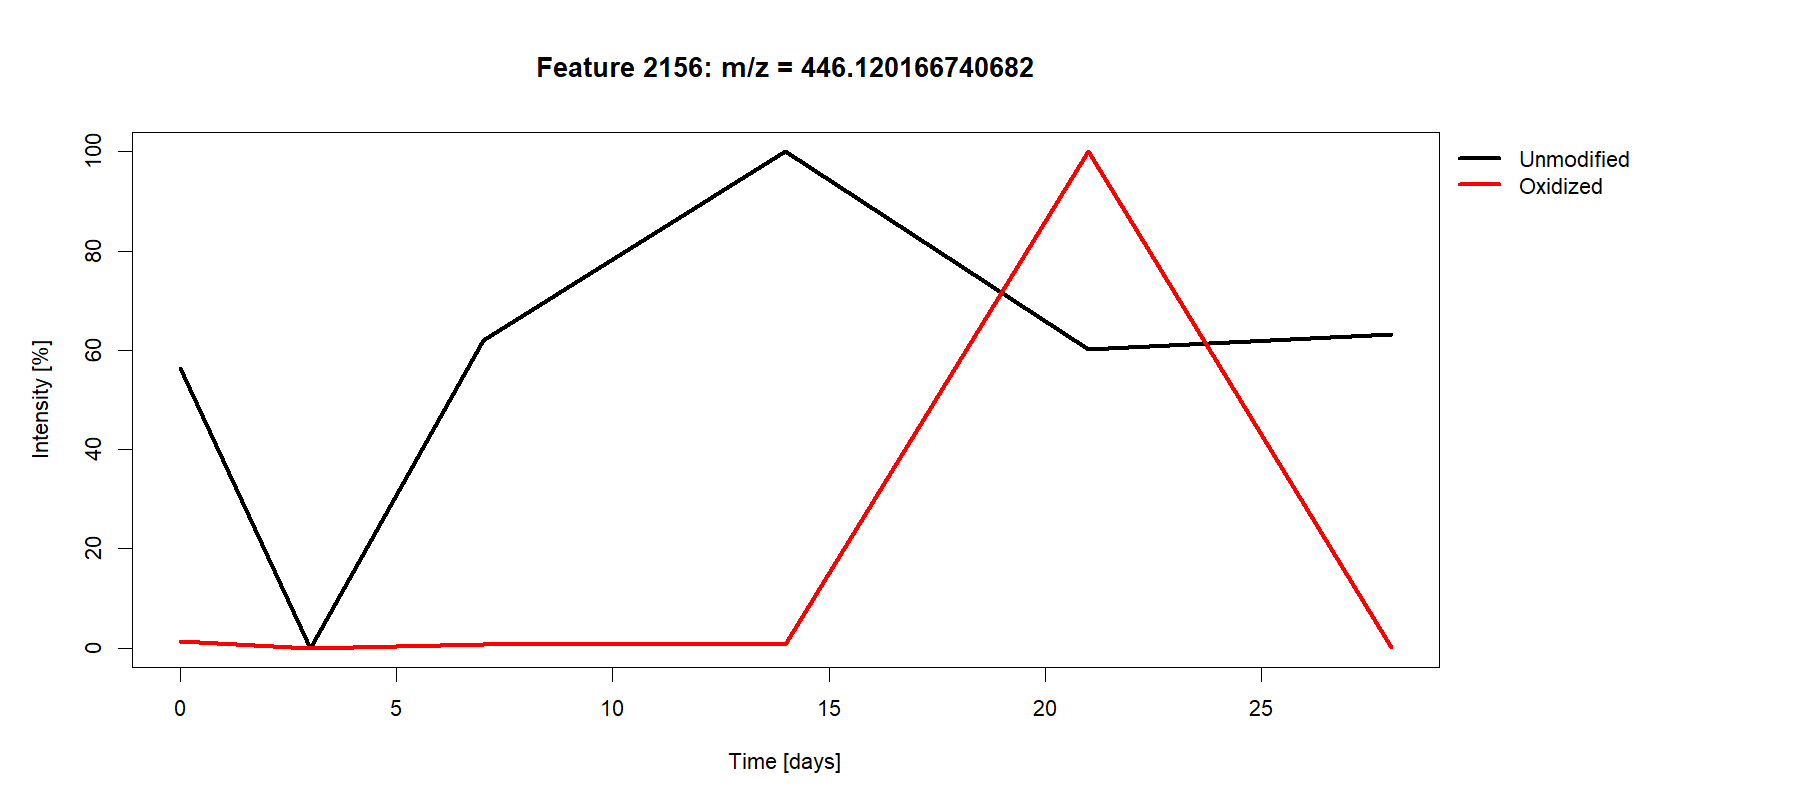 Feature 2156: m/z = 446.120166740682
Unmodified
Oxidized
Intensity [%]
100
80
60
40
20
0
0 5 10 15 20 25
Time [days]